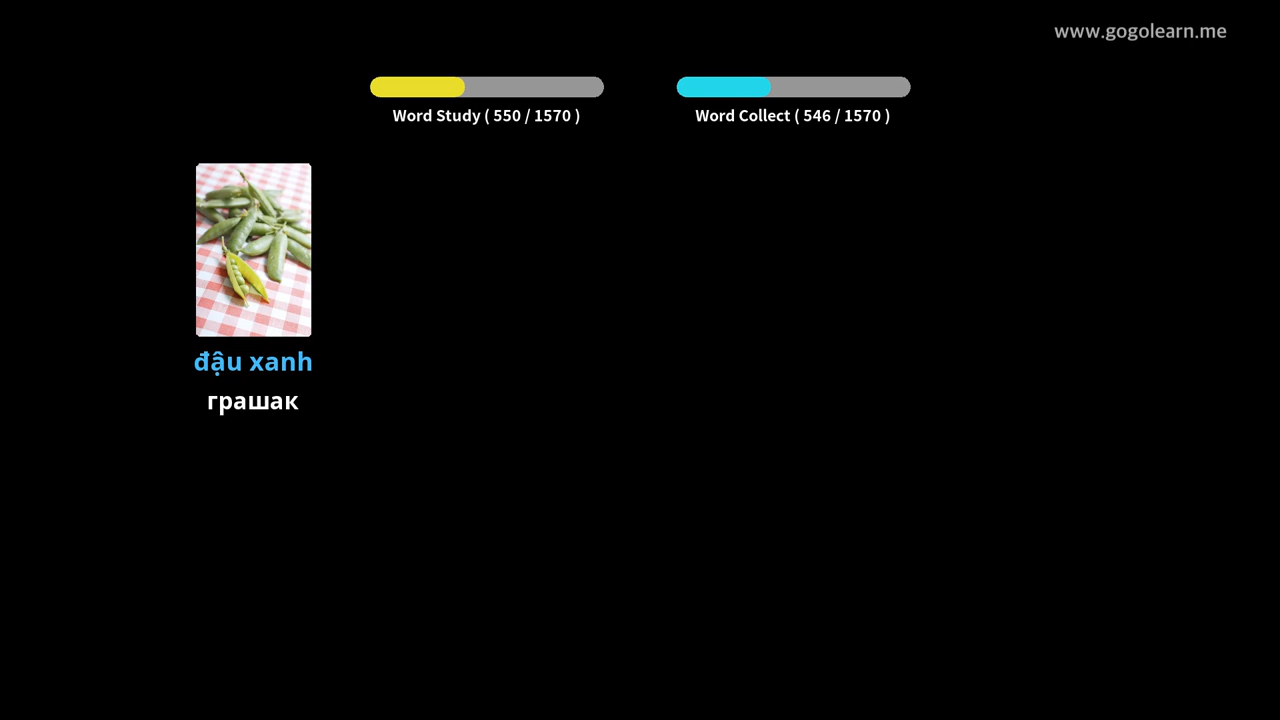 www.gogolearn.me
Word Study ( 550 / 1570 )
Word Collect ( 546 / 1570 )
đậu xanh
грашак